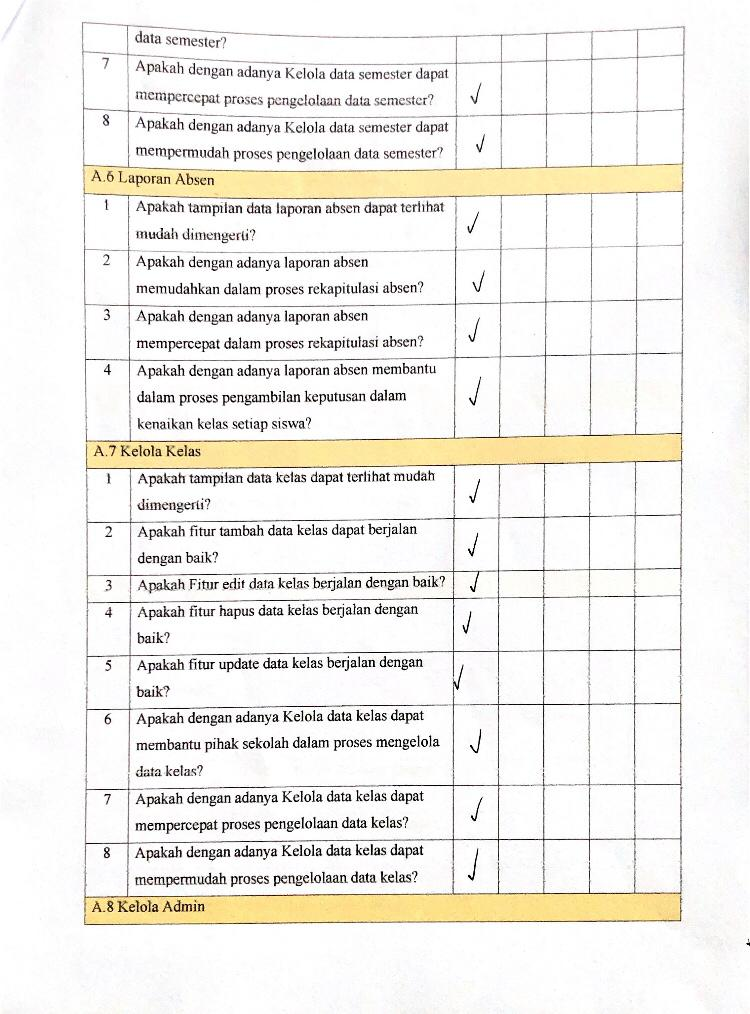 data semester?
7 Apakah dengan adanya Kelola data semester dapat
mempercepat proses pengelolaan data semester? ✓
8 Apakah dengan adanya Kelola data semester dapat
mempermudah proses pengelolaan data semester? ✓
A.6 Laporan Absen
1 Apakah tampilan data laporan absen dapat terlihat
mudah dimengerti? ✓
2 Apakah dengan adanya laporan absen
memudahkan dalam proses rekapitulasi absen? ✓
3 Apakah dengan adanya laporan absen
mempercepat dalam proses rekapitulasi absen? ✓
4 Apakah dengan adanya laporan absen membantu
dalam proses pengambilan keputusan dalam ✓
kenaikan kelas setiap siswa?
A.7 Kelola Kelas
1 Apakah tampilan data kelas dapat terlihat mudah
dimengerti? ✓
2 Apakah fitur tambah data kelas dapat berjalan
dengan baik? ✓
3 Apakah Fitur edit data kelas berjalan dengan baik? ✓
4 Apakah fitur hapus data kelas berjalan dengan
baik? ✓
5 Apakah fitur update data kelas berjalan dengan
baik? ✓
6 Apakah dengan adanya Kelola data kelas dapat
membantu pihak sekolah dalam proses mengelola ✓
data kelas?
7 Apakah dengan adanya Kelola data kelas dapat
mempercepat proses pengelolaan data kelas? ✓
8 Apakah dengan adanya Kelola data kelas dapat
mempermudah proses pengelolaan data kelas? ✓
A.8 Kelola Admin